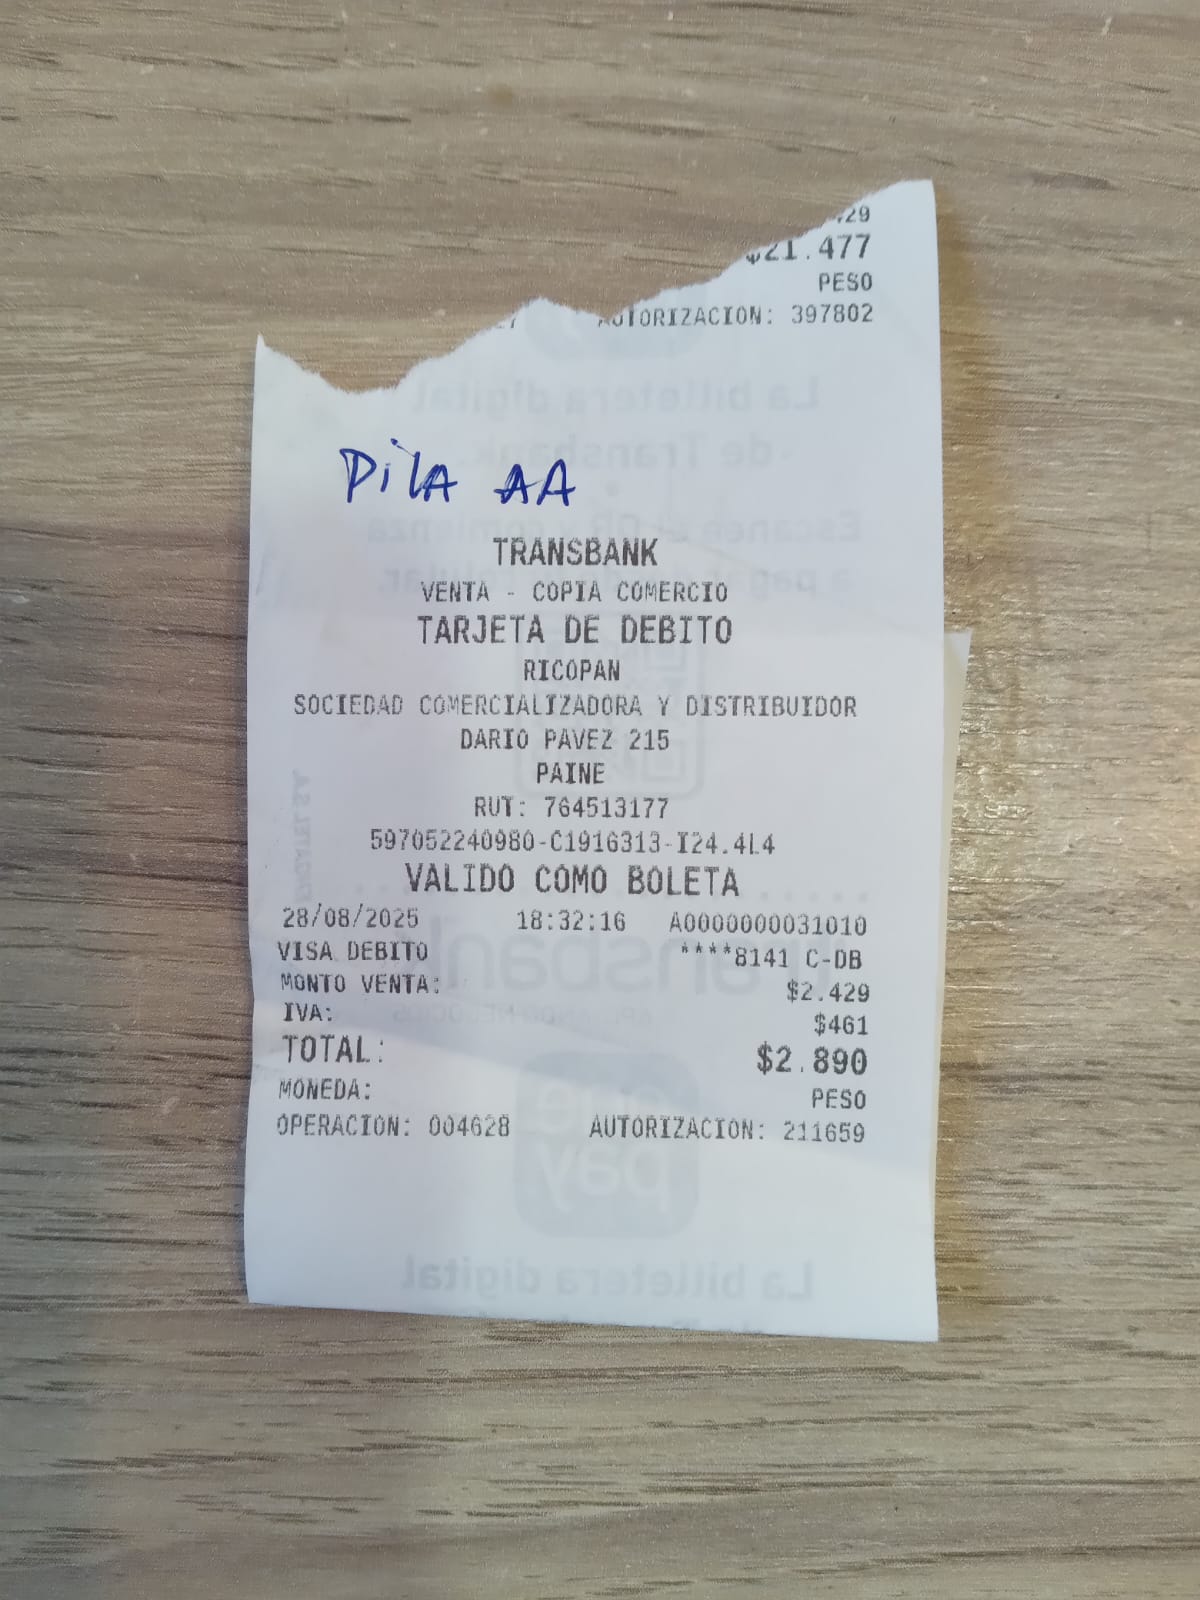 29
$21.477
PESO
AUTORIZACION: 397802
PilA AA
TRANSBANK
VENTA - COPIA COMERCIO
TARJETA DE DEBITO
RICOPAN
SOCIEDAD COMERCIALIZADORA Y DISTRIBUIDOR
DARIO PAVEZ 215
PAINE
RUT: 764513177
597052240980-C1916313-I24.4L4
VALIDO COMO BOLETA
28/08/2025 18:32:16 A0000000031010
VISA DEBITO ****8141 C-DB
MONTO VENTA: $2.429
IVA: $461
TOTAL: $2.890
MONEDA: PESO
OPERACION: 004628 AUTORIZACION: 211659